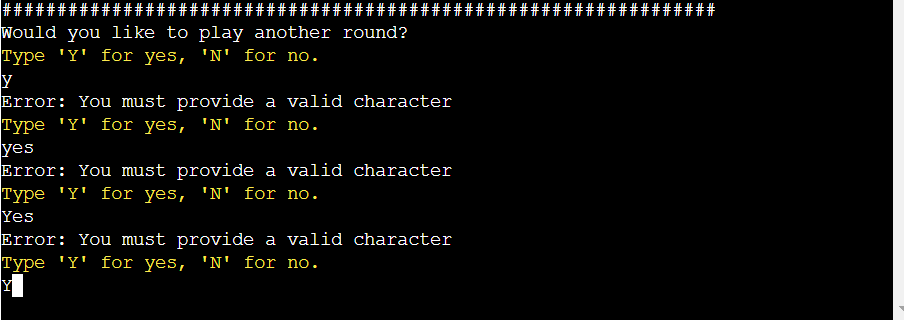 #################################################################
Would you like to play another round?
Type 'Y' for yes, 'N' for no.
y
Error: You must provide a valid character
Type 'Y' for yes, 'N' for no.
yes
Error: You must provide a valid character
Type 'Y' for yes, 'N' for no.
Yes
Error: You must provide a valid character
Type 'Y' for yes, 'N' for no.
Y